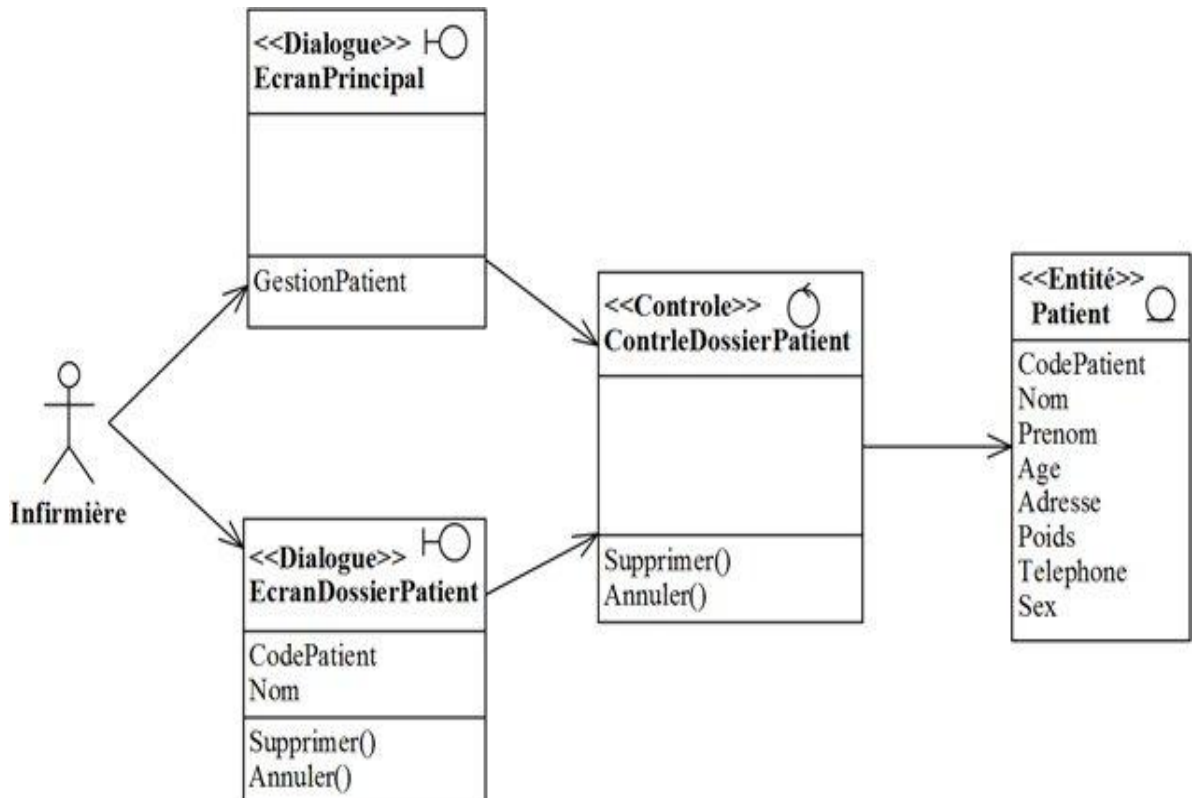 <<Dialogue>>
EcranPrincipal
GestionPatient
Infirmière
<<Dialogue>>
EcranDossierPatient
CodePatient
Nom
Supprimer()
Annuler()
<<Controle>>
ContrleDossierPatient
Supprimer()
Annuler()
<<Entité>>
Patient
CodePatient
Nom
Prenom
Age
Adresse
Poids
Telephone
Sex